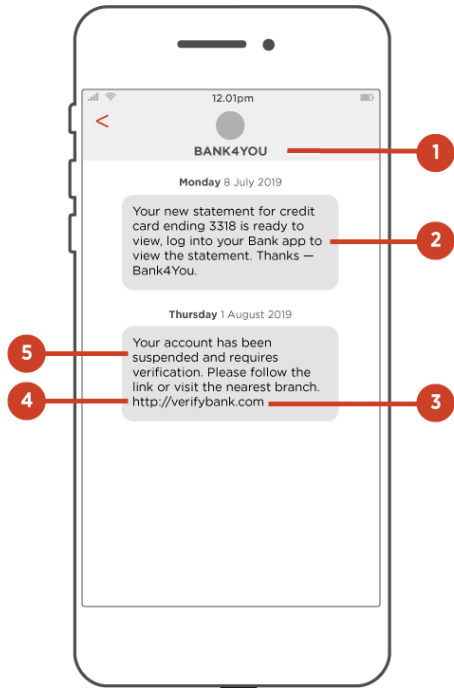 12.01pm
<
BANK4YOU
1
Monday 8 July 2019
Your new statement for credit
card ending 3318 is ready to
view, log into your Bank app to
view the statement. Thanks —
Bank4You.
2
Thursday 1 August 2019
Your account has been
suspended and requires
verification. Please follow the
link or visit the nearest branch.
http://verifybank.com
5
4
3